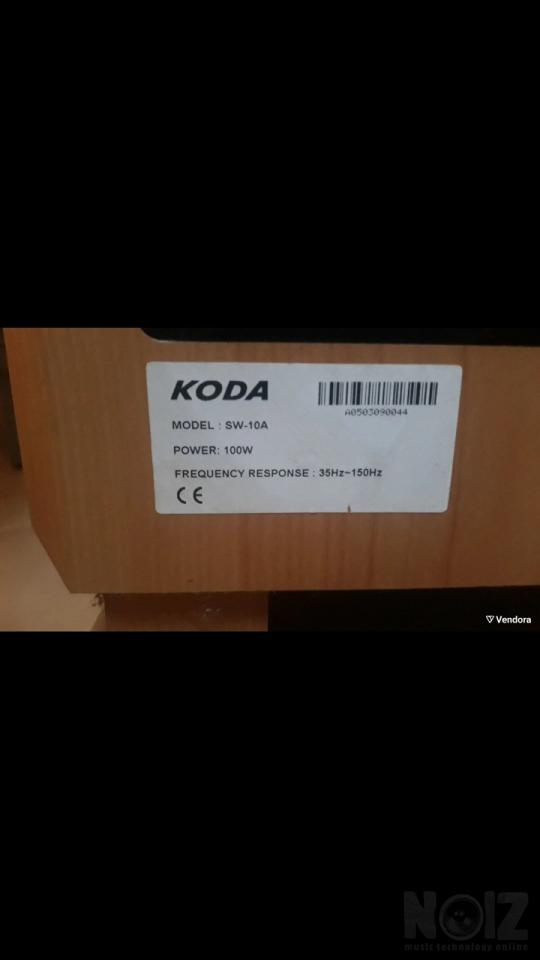 KODA
A0503090044
MODEL : SW-10A
POWER: 100W
FREQUENCY RESPONSE : 35Hz~150Hz
CE
Vendora
NOIZ
music technology online